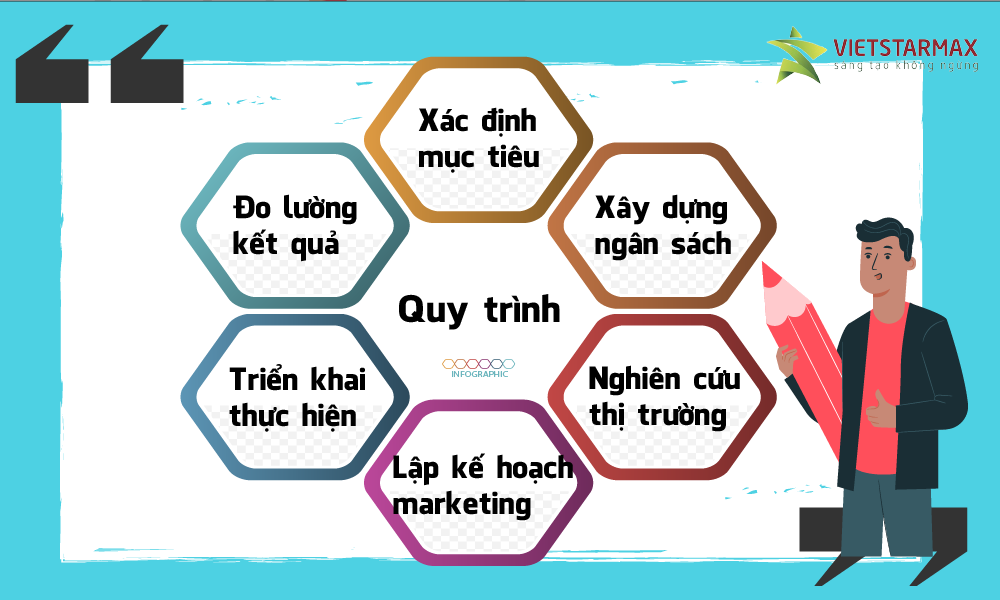 VIETSTARMAX
sáng tạo không ngừng
Xác định
mục tiêu
Đo lường
kết quả
Xây dựng
ngân sách
Quy trình
INFOGRAPHIC
Triển khai
thực hiện
Nghiên cứu
thị trường
Lập kế hoạch
marketing